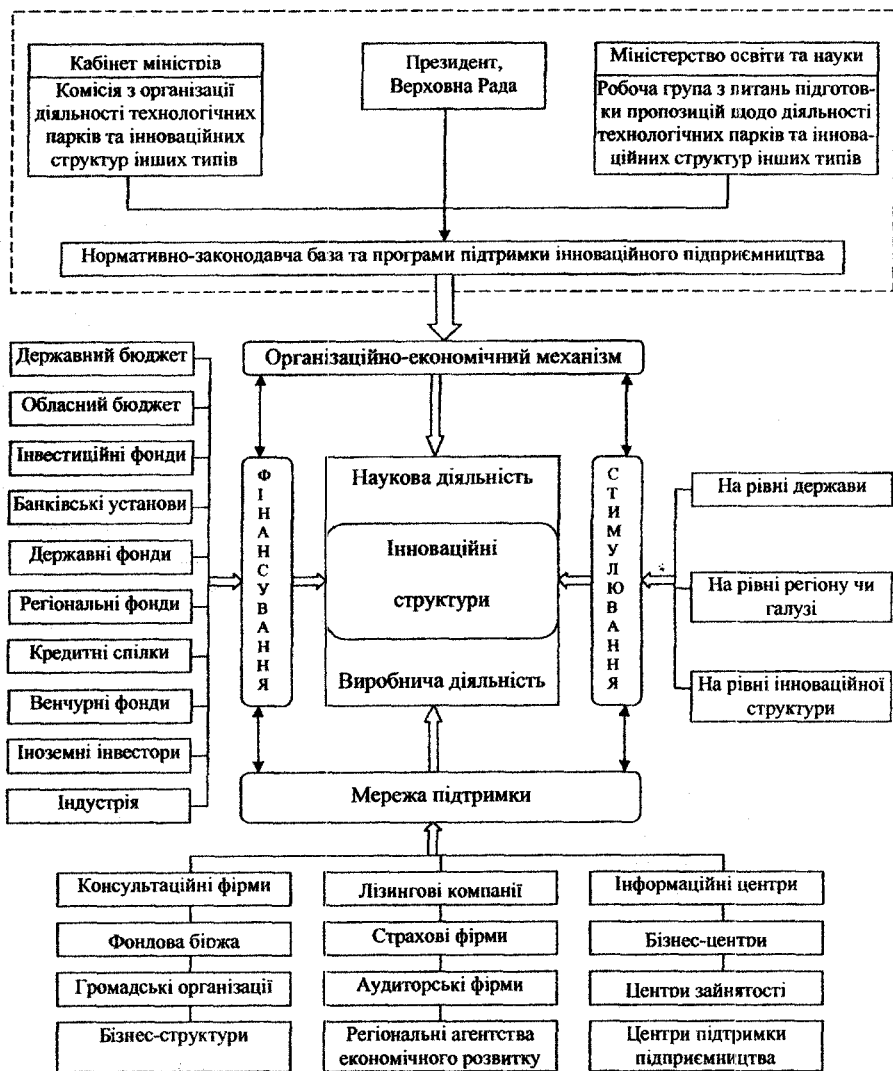 Кабінет міністрів
Комісія з організації
діяльності технологічних
парків та інноваційних
структур інших типів
Президент,
Верховна Рада
Міністерство освіти та науки
Робоча група з питань підготов-
ки пропозицій щодо діяльності
технологічних парків та іннова-
ційних структур інших типів
Нормативно-законодавча база та програми підтримки інноваційного підприємництва
Організаційно-економічний механізм
Державний бюджет
Обласний бюджет
Інвестиційні фонди
Банківські установи
Державні фонди
Регіональні фонди
Кредитні спілки
Венчурні фонди
Іноземні інвестори
Індустрія
ФІНАНСУВАННЯ
Наукова діяльність
Інноваційні
структури
Виробнича діяльність
СТИМУЛЮВАННЯ
На рівні держави
На рівні регіону чи
галузі
На рівні інноваційної
структури
Мережа підтримки
Консультаційні фірми
Фондова біржа
Громадські організації
Бізнес-структури
Лізингові компанії
Страхові фірми
Аудиторські фірми
Регіональні агентства
економічного розвитку
Інформаційні центри
Бізнес-центри
Центри зайнятості
Центри підтримки
підприємництва